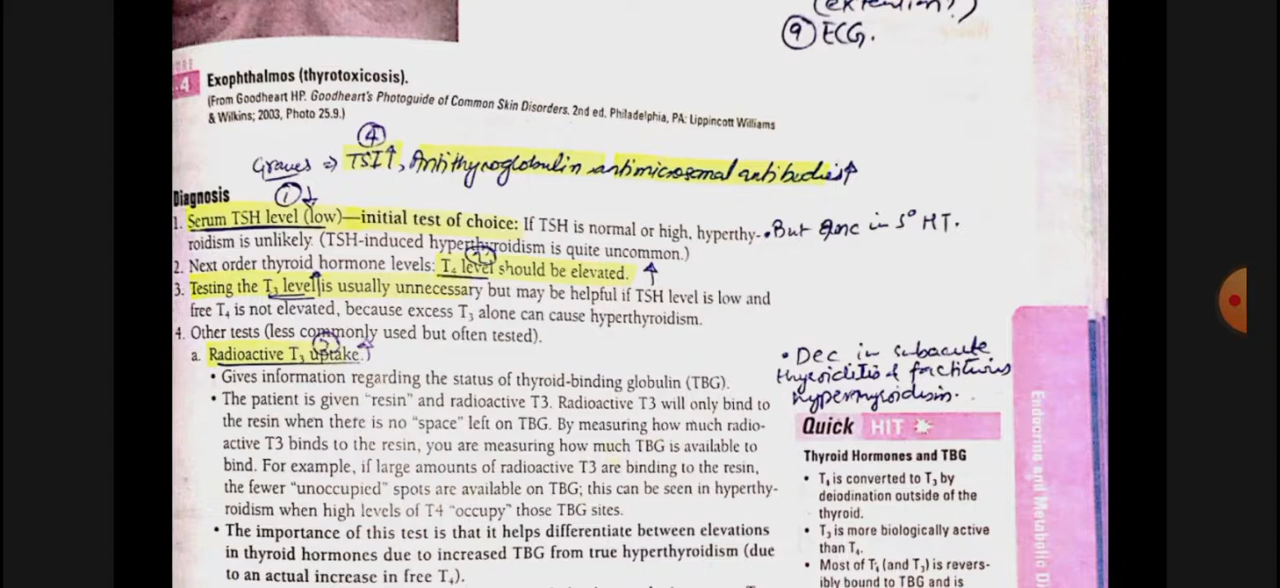 (extention?)
⑨ ECG.
.4
Exophthalmos (thyrotoxicosis).
(From Goodheart HP. Goodheart's Photoguide of Common Skin Disorders. 2nd ed. Philadelphia, PA: Lippincott Williams
& Wilkins; 2003, Photo 25.9.)
④
Graves ⇒ TSI↑, Antithyroglobulin antimicrosomal antibodies↑
Diagnosis
① ↓
1. Serum TSH level (low)—initial test of choice: If TSH is normal or high, hyperthy-
• But inc in 5° HT.
roidism is unlikely. (TSH-induced hyperthyroidism is quite uncommon.)
2. Next order thyroid hormone levels: T4 level should be elevated. ↑
3. Testing the T3 level ↑ is usually unnecessary but may be helpful if TSH level is low and
free T4 is not elevated, because excess T3 alone can cause hyperthyroidism.
4. Other tests (less commonly used but often tested).
a. Radioactive T3 uptake. ↑
• Dec in subacute
thyroiditis & factitious
hyperthyroidism.
• Gives information regarding the status of thyroid-binding globulin (TBG).
• The patient is given "resin" and radioactive T3. Radioactive T3 will only bind to
the resin when there is no "space" left on TBG. By measuring how much radio-
active T3 binds to the resin, you are measuring how much TBG is available to
bind. For example, if large amounts of radioactive T3 are binding to the resin,
the fewer "unoccupied" spots are available on TBG; this can be seen in hyperthy-
roidism when high levels of T4 "occupy" those TBG sites.
• The importance of this test is that it helps differentiate between elevations
in thyroid hormones due to increased TBG from true hyperthyroidism (due
to an actual increase in free T4).
Quick HIT
Thyroid Hormones and TBG
• T4 is converted to T3 by
deiodination outside of the
thyroid.
• T3 is more biologically active
than T4.
• Most of T4 (and T3) is revers-
ibly bound to TBG and is
Endocrine and Metabolic Di